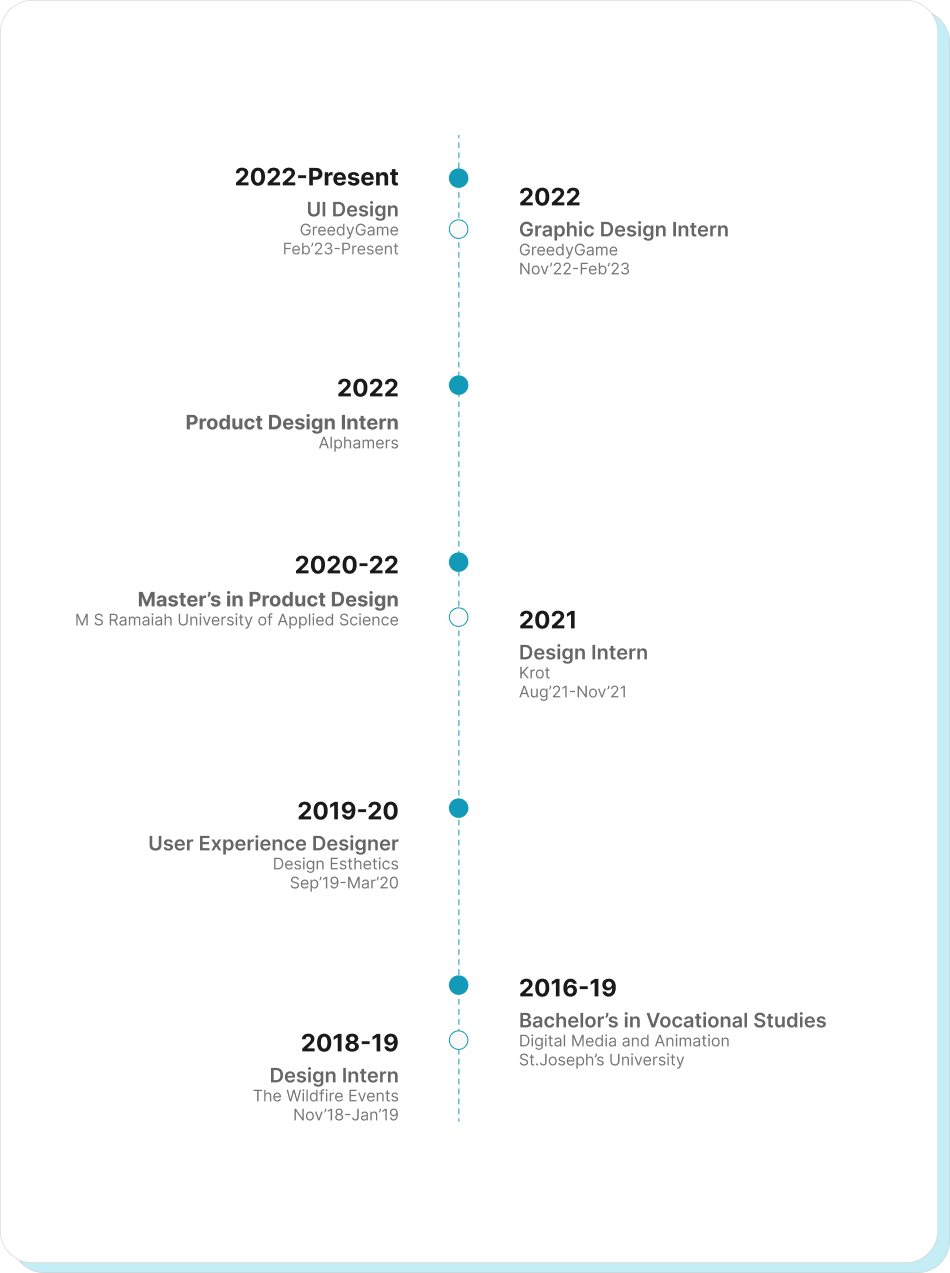 2022-Present
UI Design
GreedyGame
Feb’23-Present
2022
Graphic Design Intern
GreedyGame
Nov’22-Feb’23
2022
Product Design Intern
Alphamers
2020-22
Master’s in Product Design
M S Ramaiah University of Applied Science
2021
Design Intern
Krot
Aug’21-Nov’21
2019-20
User Experience Designer
Design Esthetics
Sep’19-Mar’20
2016-19
Bachelor’s in Vocational Studies
Digital Media and Animation
St.Joseph’s University
2018-19
Design Intern
The Wildfire Events
Nov’18-Jan’19